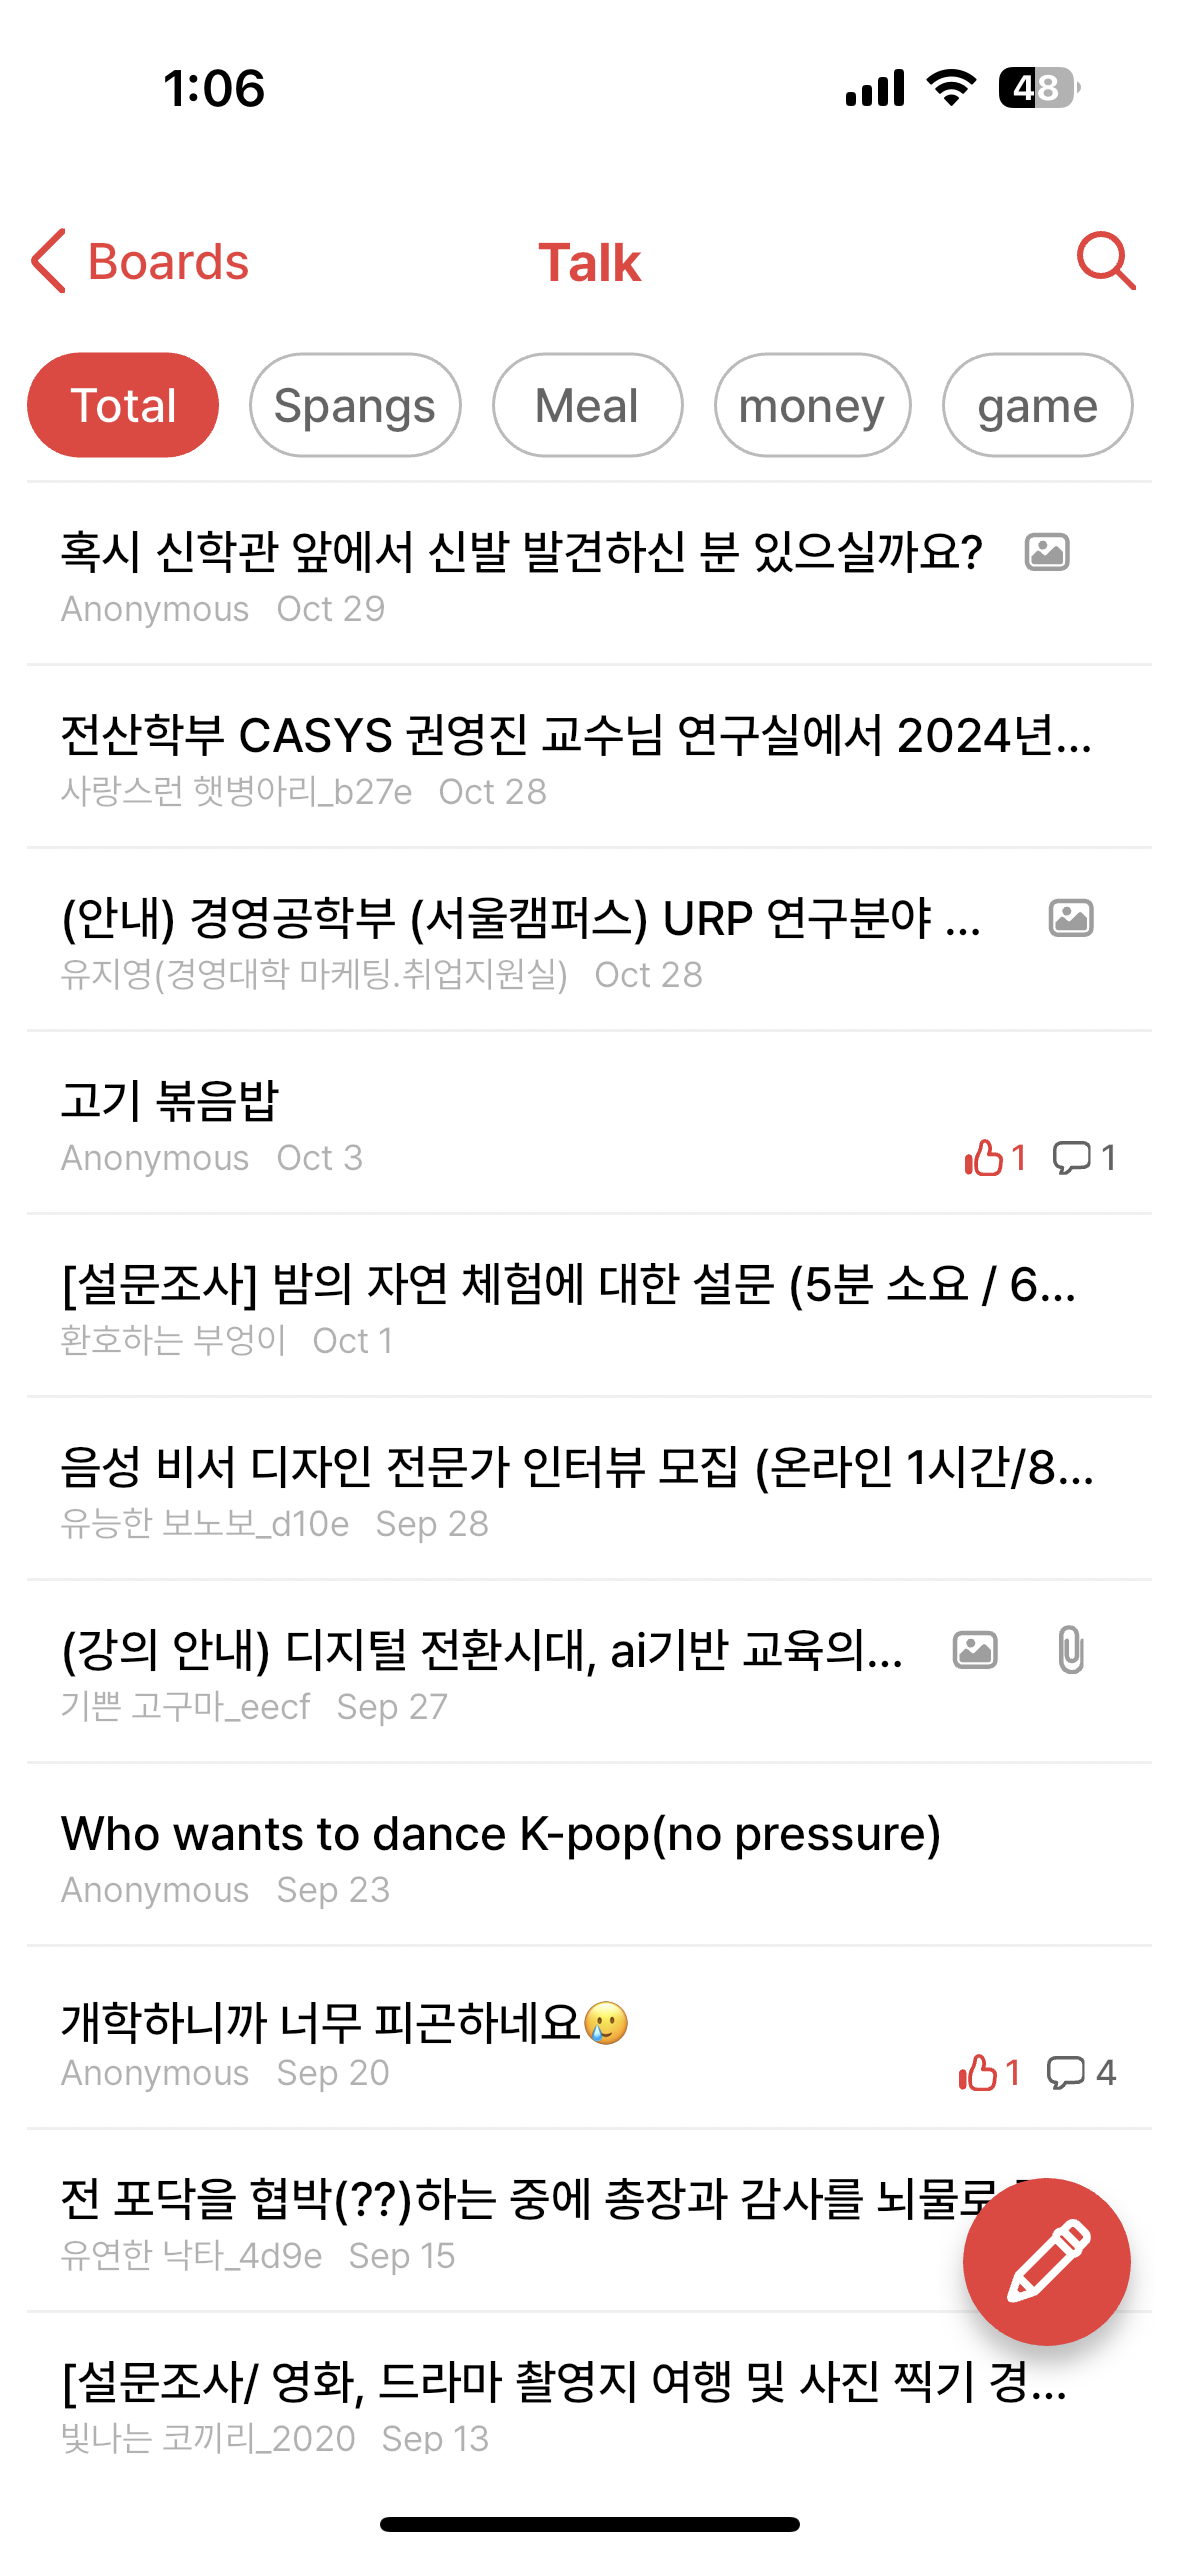 1:06
48
Boards
Talk
Total Spangs Meal money game
혹시 신학관 앞에서 신발 발견하신 분 있으실까요?
Anonymous Oct 29
전산학부 CASYS 권영진 교수님 연구실에서 2024년...
사랑스런 햇병아리_b27e Oct 28
(안내) 경영공학부 (서울캠퍼스) URP 연구분야 ...
유지영(경영대학 마케팅.취업지원실) Oct 28
고기 볶음밥
Anonymous Oct 3
1 1
[설문조사] 밤의 자연 체험에 대한 설문 (5분 소요 / 6...
환호하는 부엉이 Oct 1
음성 비서 디자인 전문가 인터뷰 모집 (온라인 1시간/8...
유능한 보노보_d10e Sep 28
(강의 안내) 디지털 전환시대, ai기반 교육의...
기쁜 고구마_eecf Sep 27
Who wants to dance K-pop(no pressure)
Anonymous Sep 23
개학하니까 너무 피곤하네요🥲
Anonymous Sep 20
1 4
전 포닥을 협박(??)하는 중에 총장과 감사를 뇌물로
유연한 낙타_4d9e Sep 15
[설문조사/ 영화, 드라마 촬영지 여행 및 사진 찍기 경...
빛나는 코끼리_2020 Sep 13